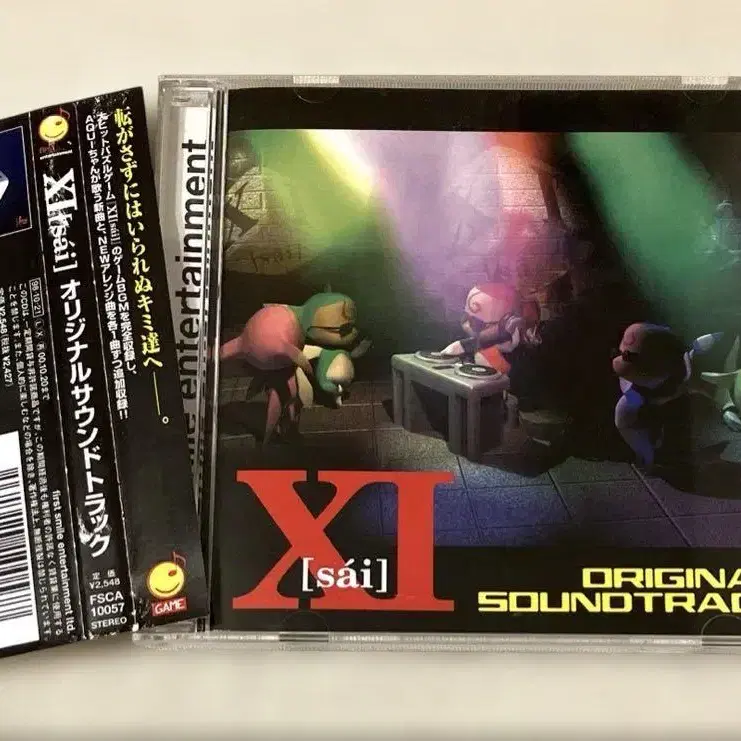 転がさずにはいられぬキミ達へ——。
大ヒットパズルゲーム「XI[sái]」のゲームBGMを完全収録し、
AQUIちゃんが歌う新曲と、NEWアレンジ曲を各1曲ずつ追加収録!!
entertainment
XI[sái] オリジナルサウンドトラック
定価
¥2,548
FSCA
10057
STEREO
GAME
first smile entertainment ltd.
entertainment
XI
[sái]
ORIGINA
SOUNDTRAC